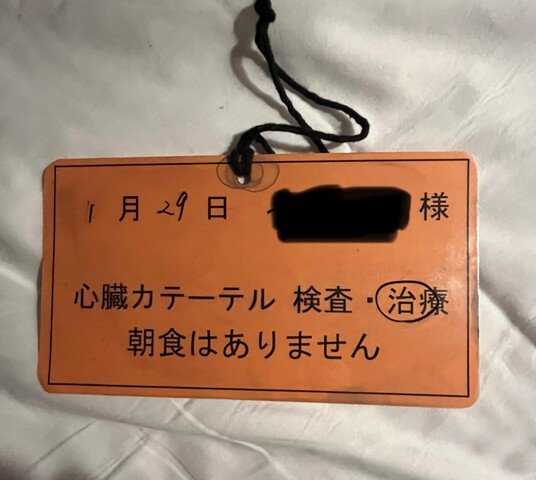 1月29日 様
心臓カテーテル 検査・治療
朝食はありません